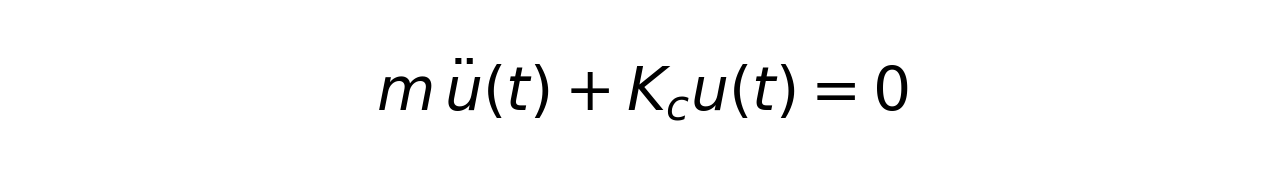 m ü(t) + K_c u(t) = 0